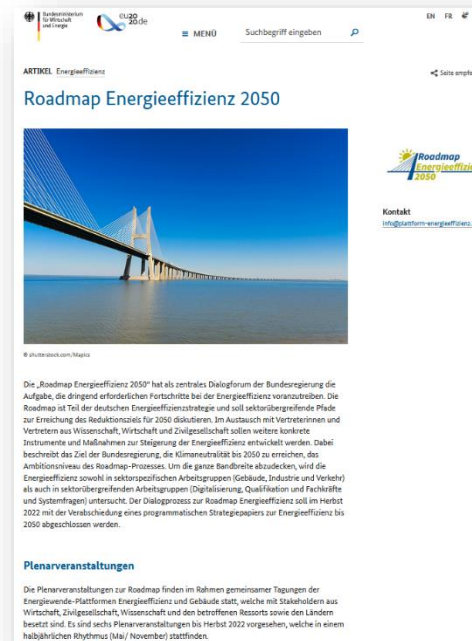 Bundesministerium
für Wirtschaft
und Energie
eu2020.de
≡ MENÜ
Suchbegriff eingeben
EN FR
ARTIKEL Energieeffizienz
Seite empfe
Roadmap Energieeffizienz 2050
Roadmap
Energieeffizie
2050
Kontakt
info@plattform-energieeffizienz.
© shutterstock.com/Mapics
Die „Roadmap Energieeffizienz 2050“ hat als zentrales Dialogforum der Bundesregierung die
Aufgabe, die dringend erforderlichen Fortschritte bei der Energieeffizienz voranzutreiben. Die
Roadmap ist Teil der deutschen Energieeffizienzstrategie und soll sektorübergreifende Pfade
zur Erreichung des Reduktionsziels für 2050 diskutieren. Im Austausch mit Vertreterinnen und
Vertretern aus Wissenschaft, Wirtschaft und Zivilgesellschaft sollen weitere konkrete
Instrumente und Maßnahmen zur Steigerung der Energieeffizienz entwickelt werden. Dabei
beschreibt das Ziel der Bundesregierung, die Klimaneutralität bis 2050 zu erreichen, das
Ambitionsniveau des Roadmap-Prozesses. Um die ganze Bandbreite abzudecken, wird die
Energieeffizienz sowohl in sektorspezifischen Arbeitsgruppen (Gebäude, Industrie und Verkehr)
als auch in sektorübergreifenden Arbeitsgruppen (Digitalisierung, Qualifikation und Fachkräfte
und Systemfragen) untersucht. Der Dialogprozess zur Roadmap Energieeffizienz soll im Herbst
2022 mit der Verabschiedung eines programmatischen Strategiepapiers zur Energieeffizienz bis
2050 abgeschlossen werden.
Plenarveranstaltungen
Die Plenarveranstaltungen zur Roadmap finden im Rahmen gemeinsamer Tagungen der
Energiewende-Plattformen Energieeffizienz und Gebäude statt, welche mit Stakeholdern aus
Wirtschaft, Zivilgesellschaft, Wissenschaft und den betroffenen Ressorts sowie den Ländern
besetzt sind. Es sind sechs Plenarveranstaltungen bis Herbst 2022 vorgesehen, welche in einem
halbjährlichen Rhythmus (Mai/ November) stattfinden.